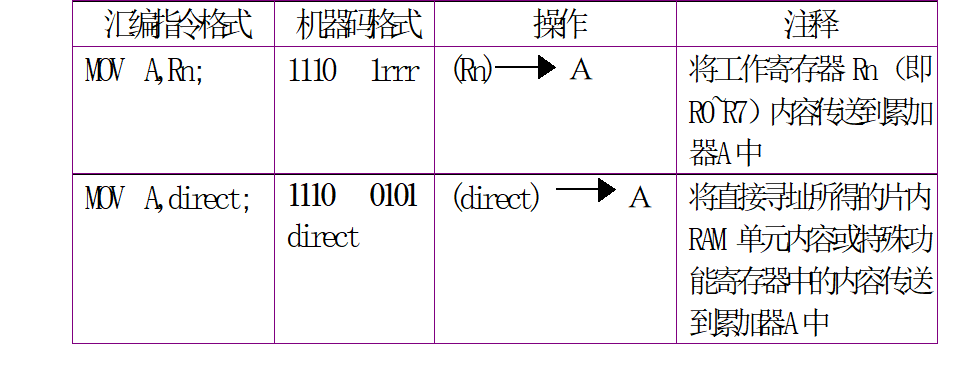 汇编指令格式 机器码格式 操作 注释
MOV A,Rn; 1110 1rrr (Rn)→ A 将工作寄存器 Rn（即
R0~R7）内容传送到累加
器A中
MOV A,direct; 1110 0101 (direct) → A 将直接寻址所得的片内
direct RAM 单元内容或特殊功
能寄存器中的内容传送
到累加器A中